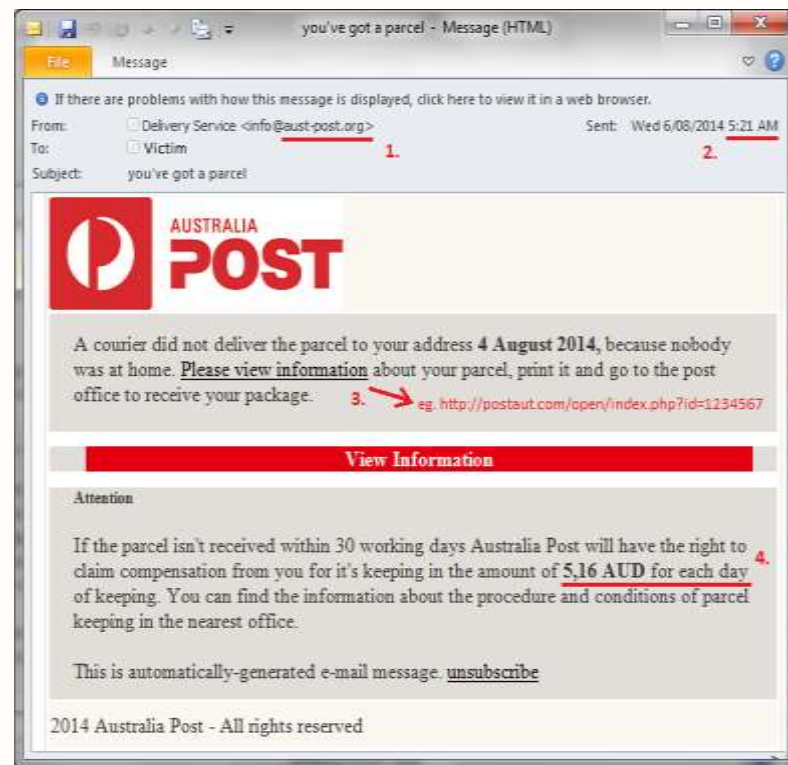 you've got a parcel - Message (HTML)
File Message
If there are problems with how this message is displayed, click here to view it in a web browser.
From: Delivery Service <info@aust-post.org> Sent: Wed 6/08/2014 5:21 AM
1. 2.
To: Victim
Subject: you've got a parcel
AUSTRALIA
POST
A courier did not deliver the parcel to your address 4 August 2014, because nobody
was at home. Please view information about your parcel, print it and go to the post
office to receive your package. 3. eg. http://postaut.com/open/index.php?id=1234567
View Information
Attention
If the parcel isn't received within 30 working days Australia Post will have the right to
claim compensation from you for it's keeping in the amount of 5,16 AUD for each day 4.
of keeping. You can find the information about the procedure and conditions of parcel
keeping in the nearest office.
This is automatically-generated e-mail message. unsubscribe
2014 Australia Post - All rights reserved